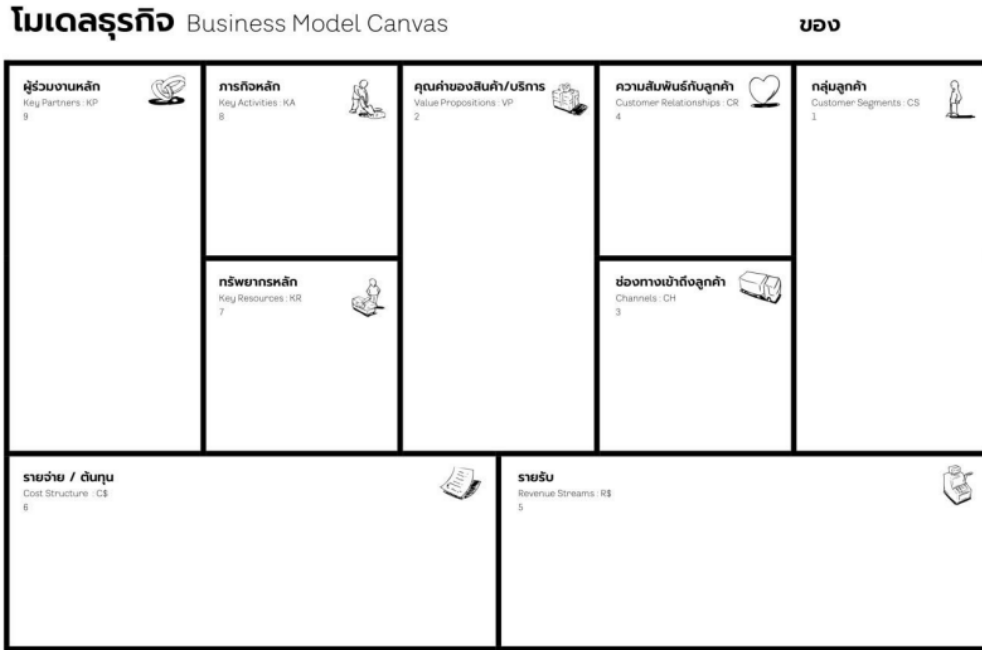 โมเดลธุรกิจ Business Model Canvas
ของ
ผู้ร่วมงานหลัก
Key Partners : KP
9
ภารกิจหลัก
Key Activities : KA
8
คุณค่าของสินค้า/บริการ
Value Propositions : VP
2
ความสัมพันธ์กับลูกค้า
Customer Relationships : CR
4
กลุ่มลูกค้า
Customer Segments : CS
1
ทรัพยากรหลัก
Key Resources : KR
7
ช่องทางเข้าถึงลูกค้า
Channels : CH
3
รายจ่าย / ต้นทุน
Cost Structure : C$
6
รายรับ
Revenue Streams : R$
5